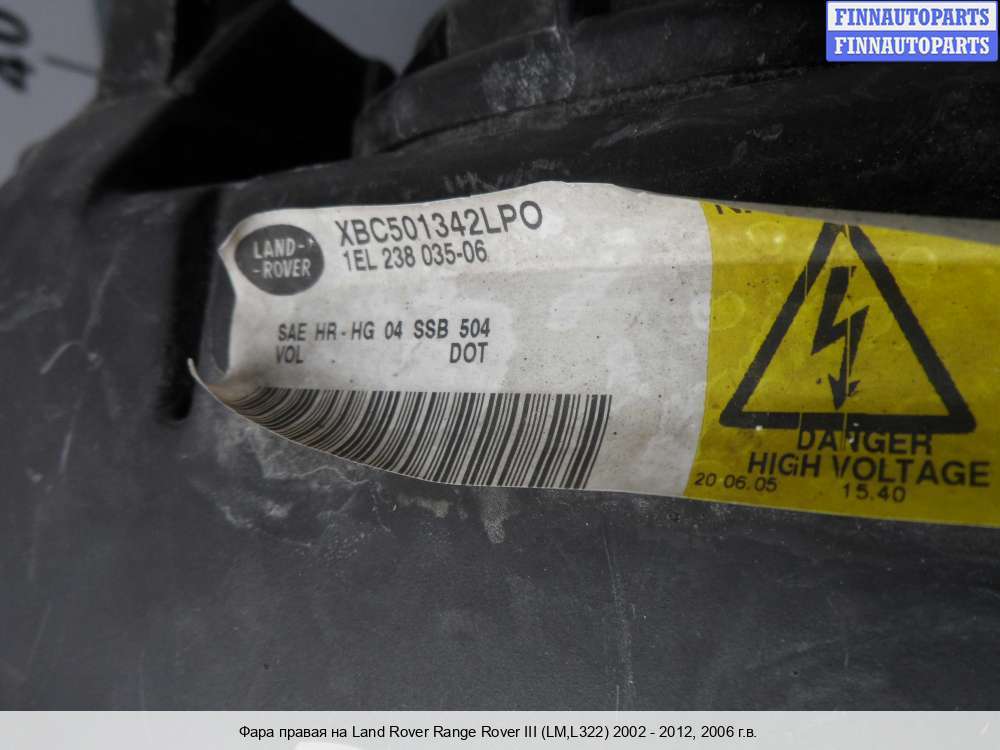 FINNAUTOPARTS
FINNAUTOPARTS
LAND-
-ROVER
XBC501342LPO
1EL 238 035-06
SAE HR-HG 04 SSB 504
VOL DOT
DANGER
HIGH VOLTAGE
20 06.05 15.40
Фара правая на Land Rover Range Rover III (LM,L322) 2002 - 2012, 2006 г.в.